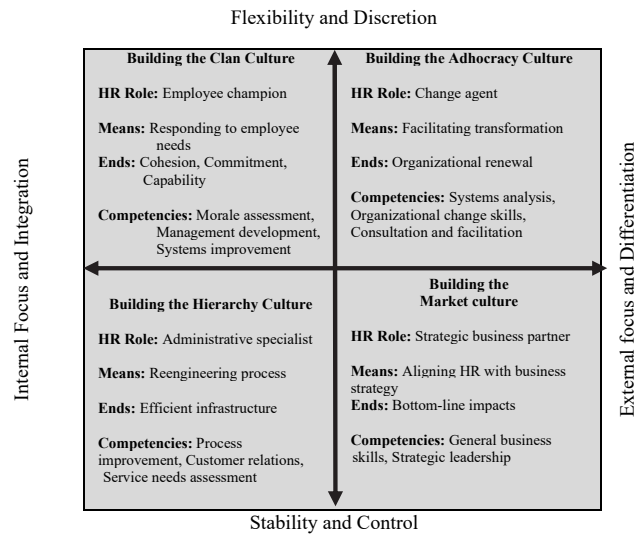 Flexibility and Discretion
Internal Focus and Integration
Building the Clan Culture
HR Role: Employee champion
Means: Responding to employee
needs
Ends: Cohesion, Commitment,
Capability
Competencies: Morale assessment,
Management development,
Systems improvement
Building the Adhocracy Culture
HR Role: Change agent
Means: Facilitating transformation
Ends: Organizational renewal
Competencies: Systems analysis,
Organizational change skills,
Consultation and facilitation
Building the Hierarchy Culture
HR Role: Administrative specialist
Means: Reengineering process
Ends: Efficient infrastructure
Competencies: Process
improvement, Customer relations,
Service needs assessment
Building the
Market culture
HR Role: Strategic business partner
Means: Aligning HR with business
strategy
Ends: Bottom-line impacts
Competencies: General business
skills, Strategic leadership
External focus and Differentiation
Stability and Control